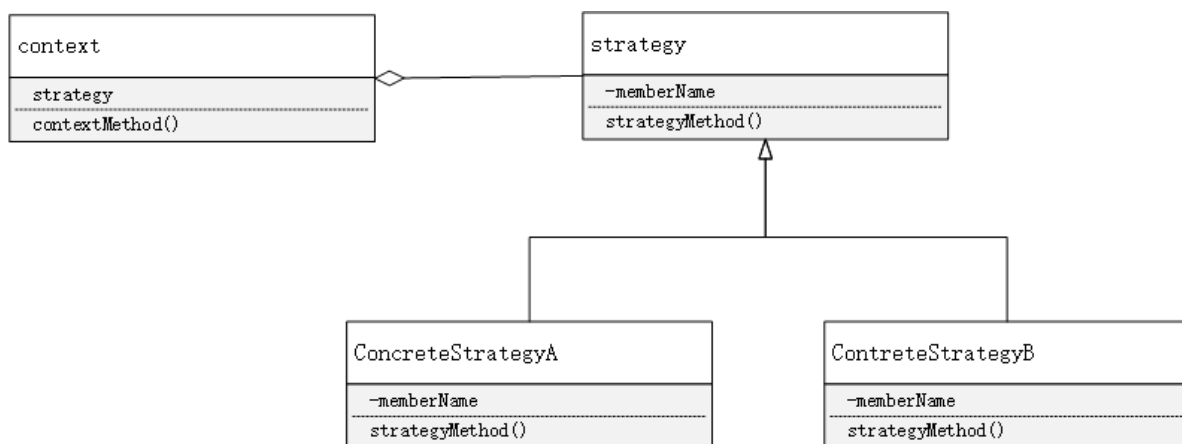 context
strategy
contextMethod()
strategy
-memberName
strategyMethod()
ConcreteStrategyA
-memberName
strategyMethod()
ContreteStrategyB
-memberName
strategyMethod()